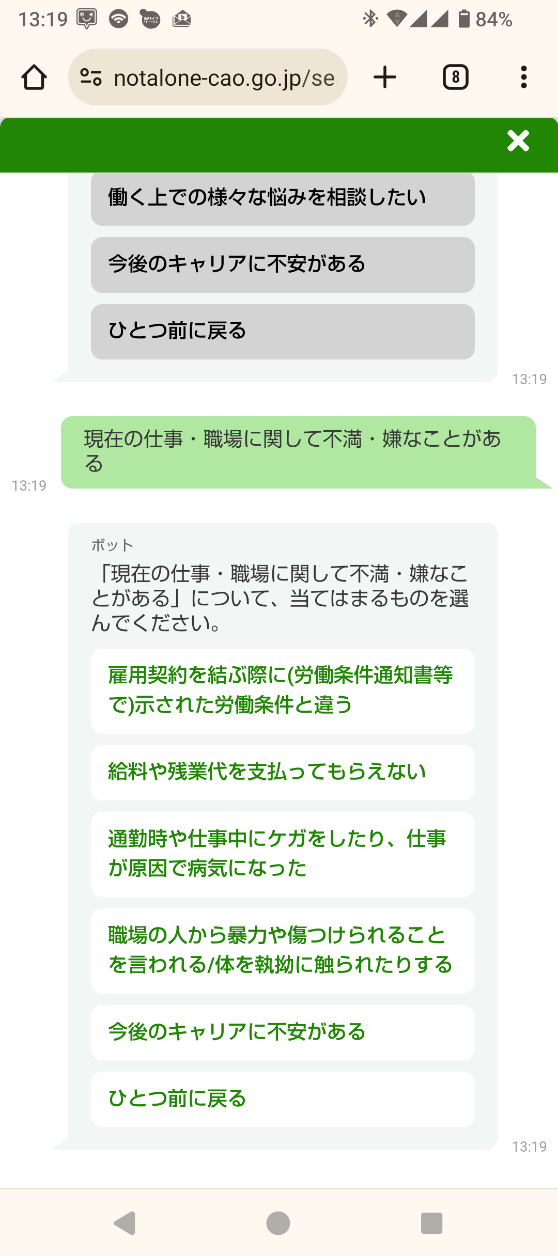 13:19
84%
notalone-cao.go.jp/se
8
働く上での様々な悩みを相談したい
今後のキャリアに不安がある
ひとつ前に戻る
13:19
現在の仕事・職場に関して不満・嫌なことがあ
る
13:19
ボット
「現在の仕事・職場に関して不満・嫌なこ
とがある」について、当てはまるものを選
んでください。
雇用契約を結ぶ際に(労働条件通知書等
で)示された労働条件と違う
給料や残業代を支払ってもらえない
通勤時や仕事中にケガをしたり、仕事
が原因で病気になった
職場の人から暴力や傷つけられること
を言われる/体を執拗に触られたりする
今後のキャリアに不安がある
ひとつ前に戻る
13:19